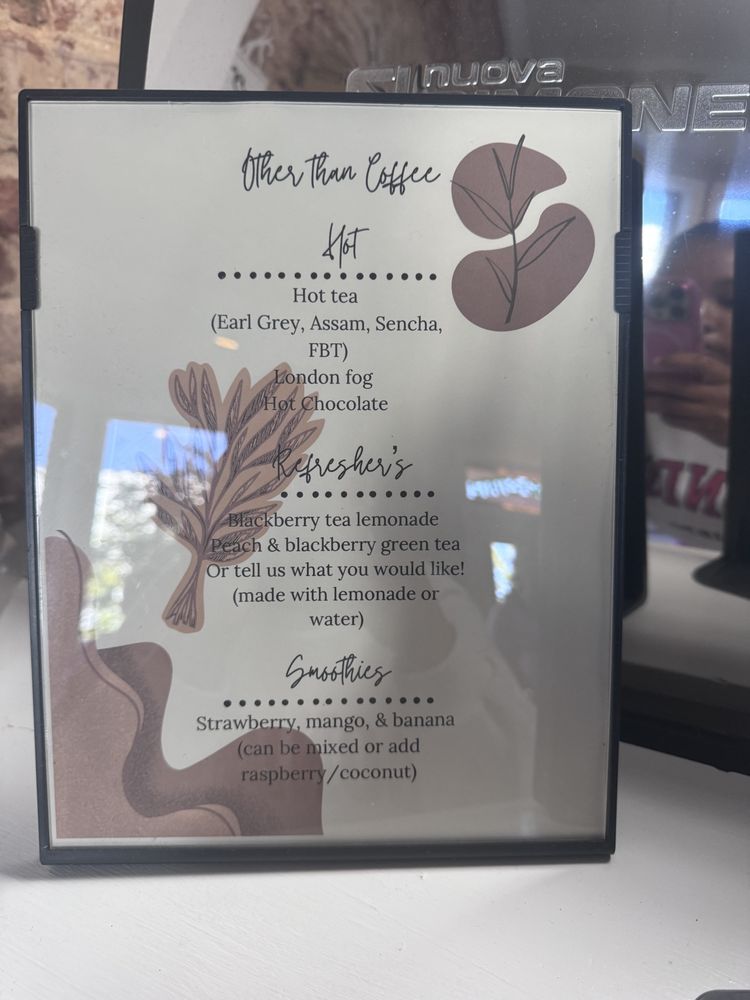 nuova
Other Than Coffee
Hot
Hot tea
(Earl Grey, Assam, Sencha,
FBT)
London fog
Hot Chocolate
Refresher's
Blackberry tea lemonade
Peach & blackberry green tea
Or tell us what you would like!
(made with lemonade or
water)
Smoothies
Strawberry, mango, & banana
(can be mixed or add
raspberry/coconut)